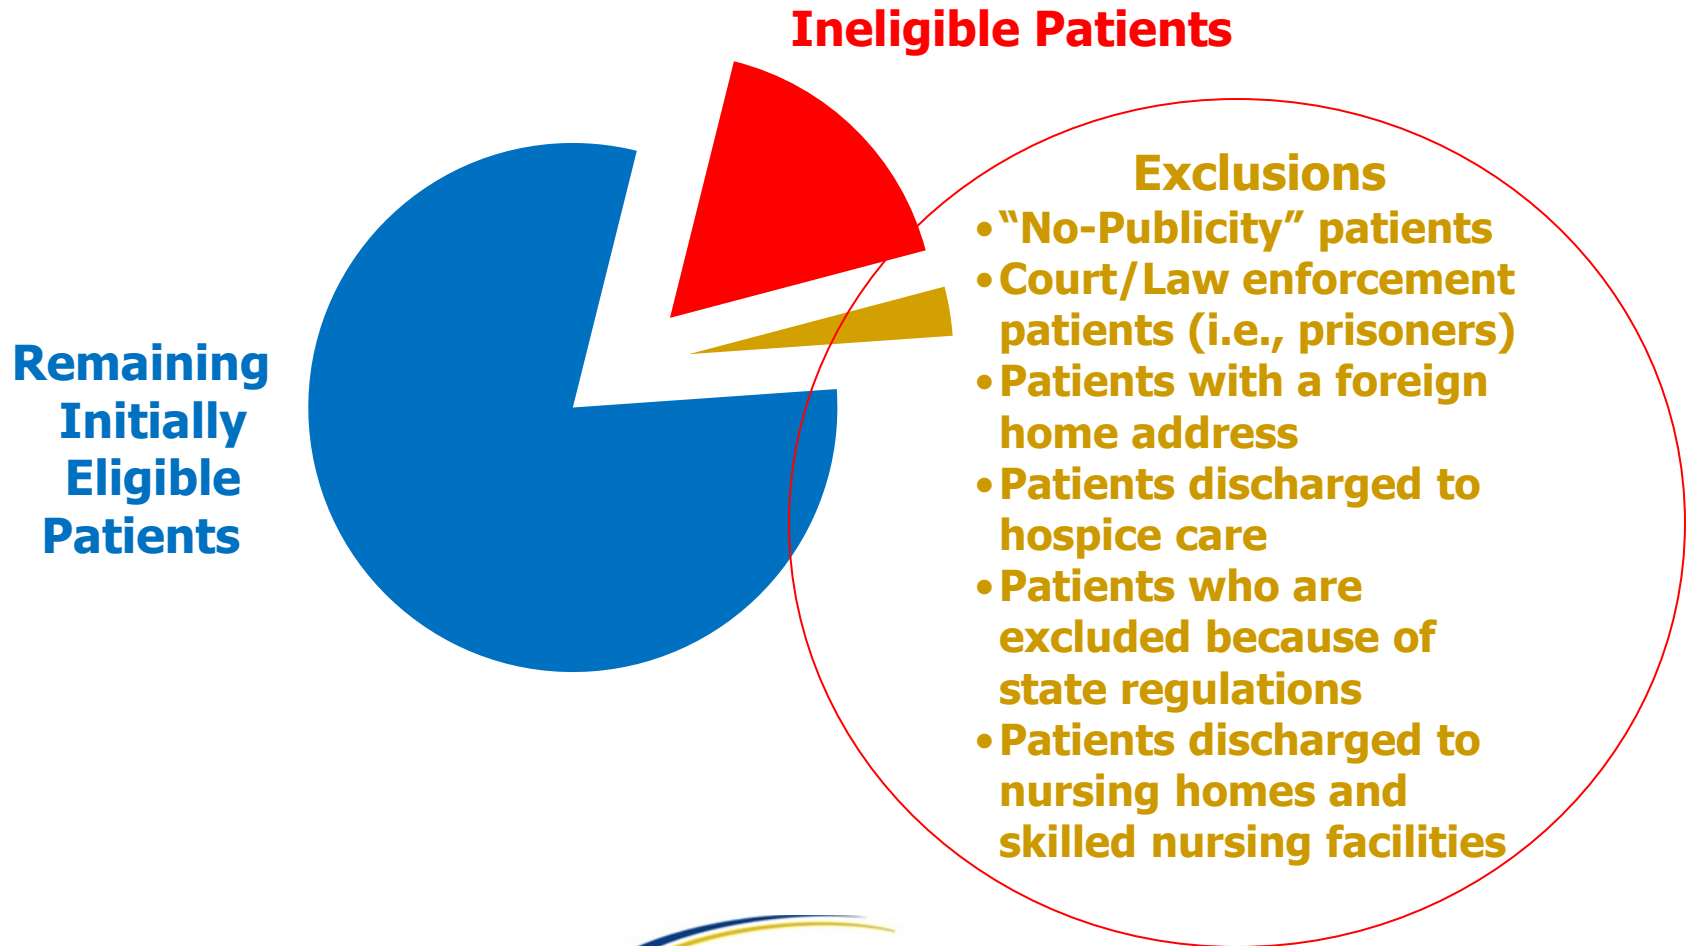 Ineligible Patients
Remaining
Initially
Eligible
Patients
Exclusions
•“No-Publicity” patients
•Court/Law enforcement
patients (i.e., prisoners)
•Patients with a foreign
home address
•Patients discharged to
hospice care
•Patients who are
excluded because of
state regulations
•Patients discharged to
nursing homes and
skilled nursing facilities